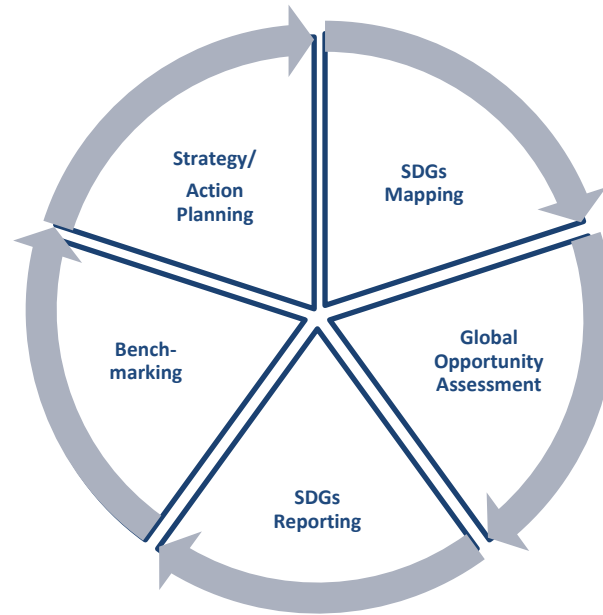 Strategy/
Action
Planning
SDGs
Mapping
Global
Opportunity
Assessment
SDGs
Reporting
Bench-
marking